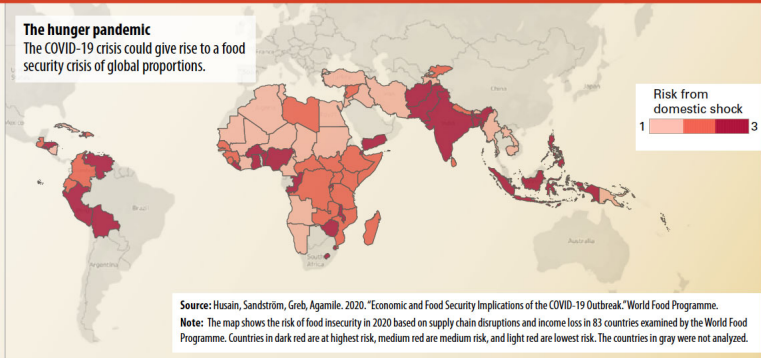 The hunger pandemic
The COVID-19 crisis could give rise to a food
security crisis of global proportions.
China
Risk from
domestic shock
1
3
Brazil
Australia
Argentina
South
Africa
Source: Husain, Sandström, Greb, Agamile. 2020. “Economic and Food Security Implications of the COVID-19 Outbreak.” World Food Programme.
Note: The map shows the risk of food insecurity in 2020 based on supply chain disruptions and income loss in 83 countries examined by the World Food
Programme. Countries in dark red are at highest risk, medium red are medium risk, and light red are lowest risk. The countries in gray were not analyzed.